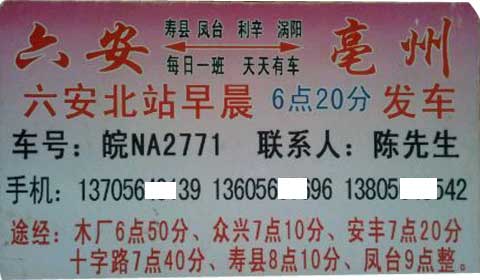 六安 寿县 凤台 利辛 涡阳 亳州
每日一班 天天有车
六安北站早晨 6点20分 发车
车号：皖NA2771 联系人：陈先生
手机：137056 139 136056 696 13805 542
途经：木厂6点50分、众兴7点10分、安丰7点20分
十字路7点40分、寿县8点10分、凤台9点整。